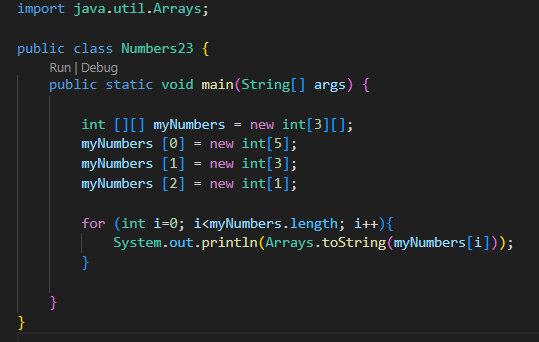 import java.util.Arrays;
public class Numbers23 {
Run | Debug
public static void main(String[] args) {
int [][] myNumbers = new int[3][];
myNumbers [0] = new int[5];
myNumbers [1] = new int[3];
myNumbers [2] = new int[1];
for (int i=0; i<myNumbers.length; i++){
System.out.println(Arrays.toString(myNumbers[i]));
}
}
}